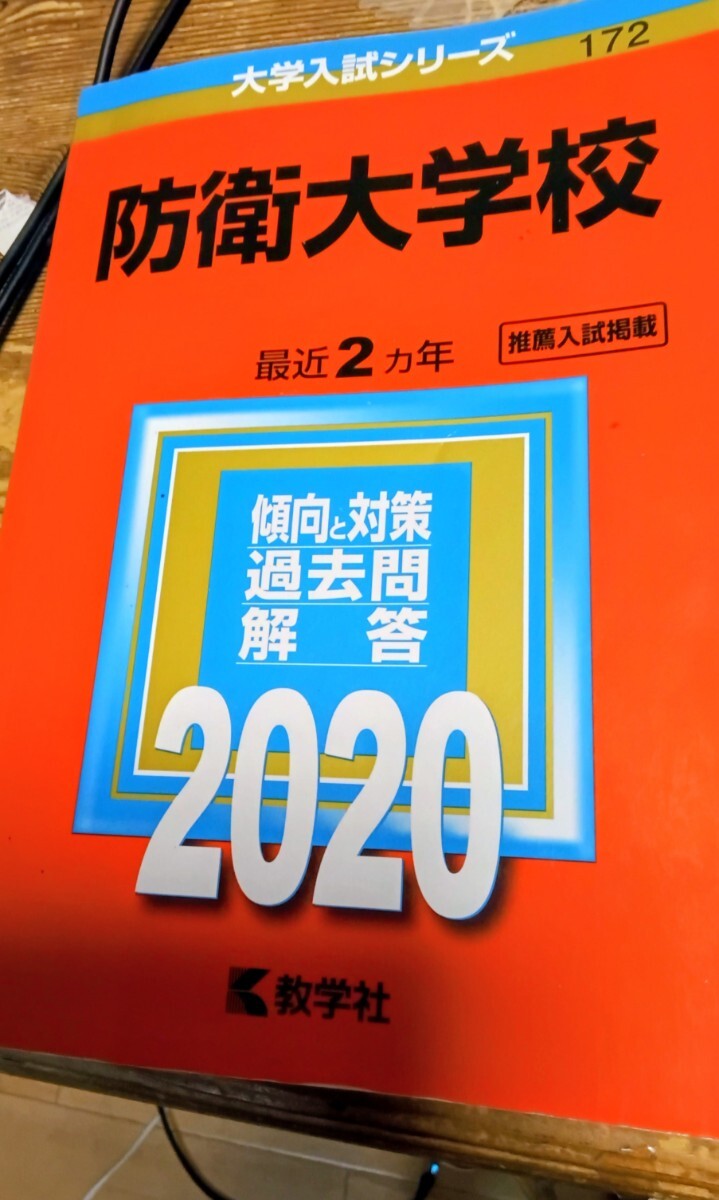 大学入試シリーズ 172
防衛大学校
最近2カ年
推薦入試掲載
傾向と対策
過去問
解答
2020
教学社